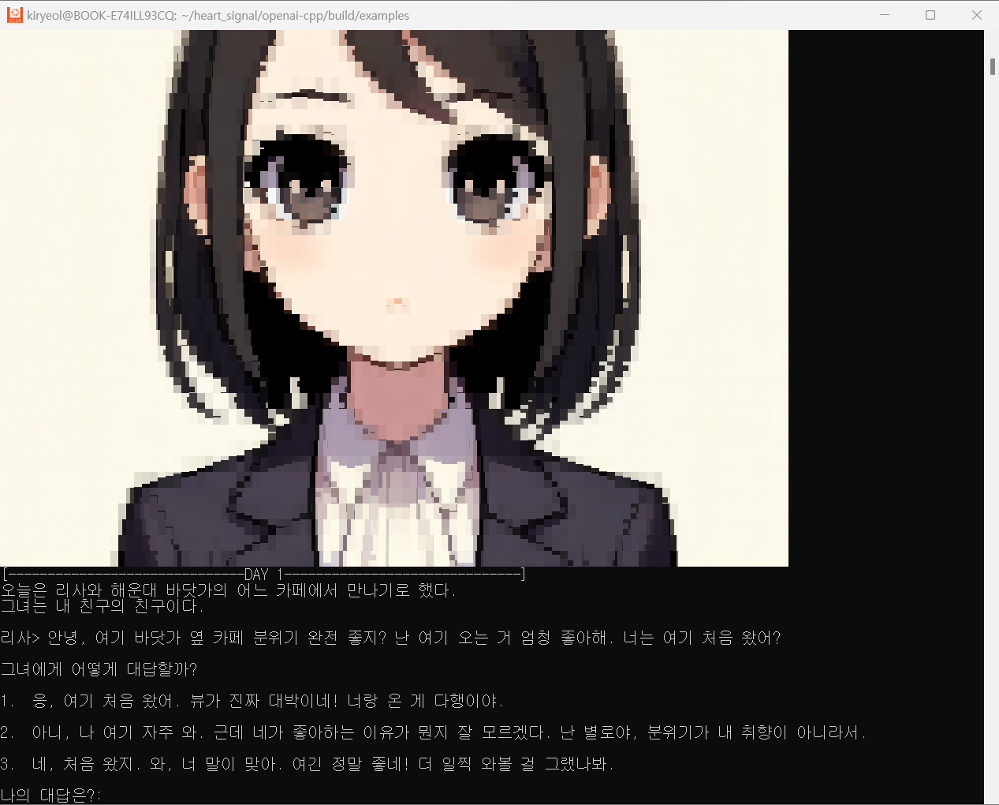 kiryeol@BOOK-E74ILL93CQ: ~/heart_signal/openai-cpp/build/examples
[------------------------------DAY 1------------------------------]
오늘은 리사와 해운대 바닷가의 어느 카페에서 만나기로 했다.
그녀는 내 친구의 친구이다.
리사> 안녕, 여기 바닷가 옆 카페 분위기 완전 좋지? 난 여기 오는 거 엄청 좋아해. 너는 여기 처음 왔어?
그녀에게 어떻게 대답할까?
1.  응, 여기 처음 왔어. 뷰가 진짜 대박이네! 너랑 온 게 다행이야.
2.  아니, 나 여기 자주 와. 근데 네가 좋아하는 이유가 뭔지 잘 모르겠다. 난 별로야, 분위기가 내 취향이 아니라서.
3.  네, 처음 왔지. 와, 너 말이 맞아. 여긴 정말 좋네! 더 일찍 와볼 걸 그랬나봐.
나의 대답은?: